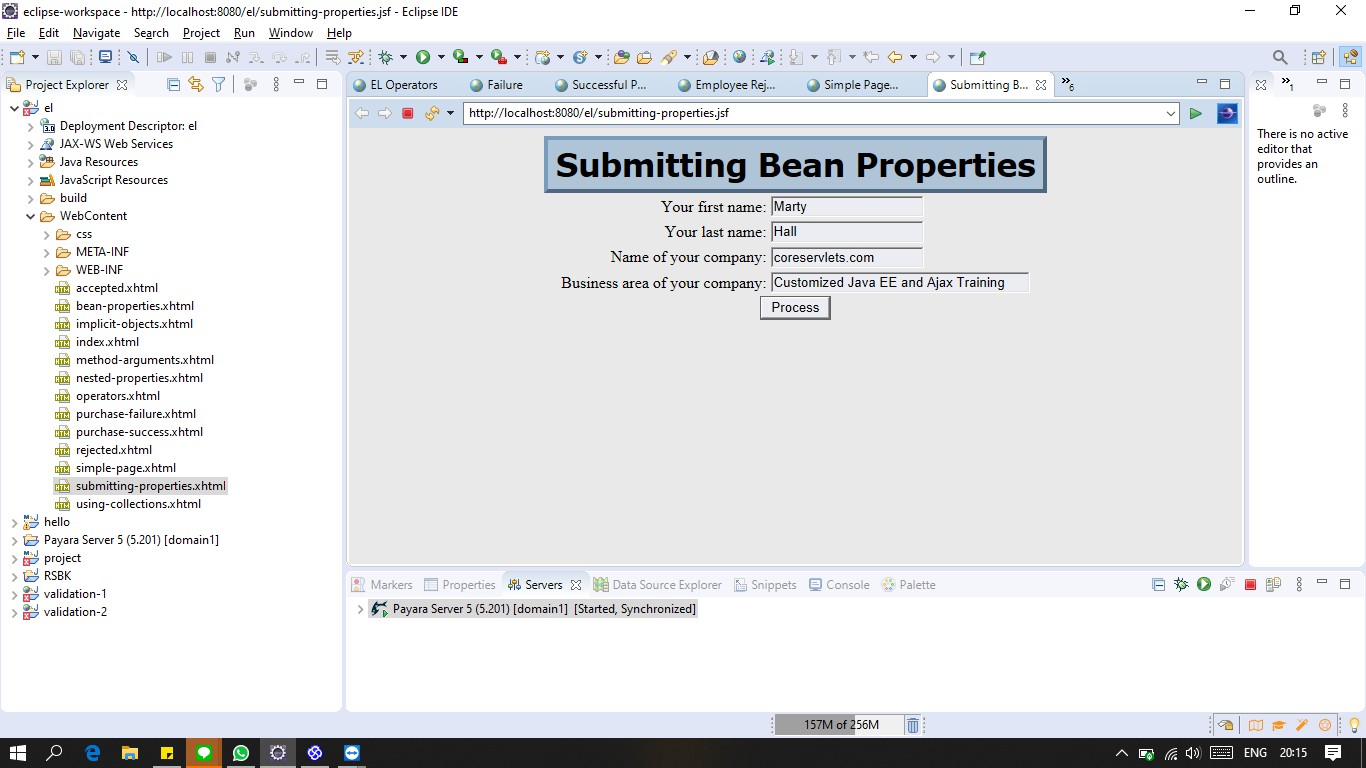 eclipse-workspace - http://localhost:8080/el/submitting-properties.jsf - Eclipse IDE
File Edit Navigate Search Project Run Window Help
Project Explorer
el
Deployment Descriptor: el
JAX-WS Web Services
Java Resources
JavaScript Resources
build
WebContent
css
META-INF
WEB-INF
accepted.xhtml
bean-properties.xhtml
implicit-objects.xhtml
index.xhtml
method-arguments.xhtml
nested-properties.xhtml
operators.xhtml
purchase-failure.xhtml
purchase-success.xhtml
rejected.xhtml
simple-page.xhtml
submitting-properties.xhtml
using-collections.xhtml
hello
Payara Server 5 (5.201) [domain1]
project
RSBK
validation-1
validation-2
EL Operators Failure Successful P... Employee Rej... Simple Page... Submitting B... 6
http://localhost:8080/el/submitting-properties.jsf
Submitting Bean Properties
Your first name: Marty
Your last name: Hall
Name of your company: coreservlets.com
Business area of your company: Customized Java EE and Ajax Training
Process
1
There is no active
editor that
provides an
outline.
Markers Properties Servers Data Source Explorer Snippets Console Palette
Payara Server 5 (5.201) [domain1] [Started, Synchronized]
157M of 256M
ENG 20:15